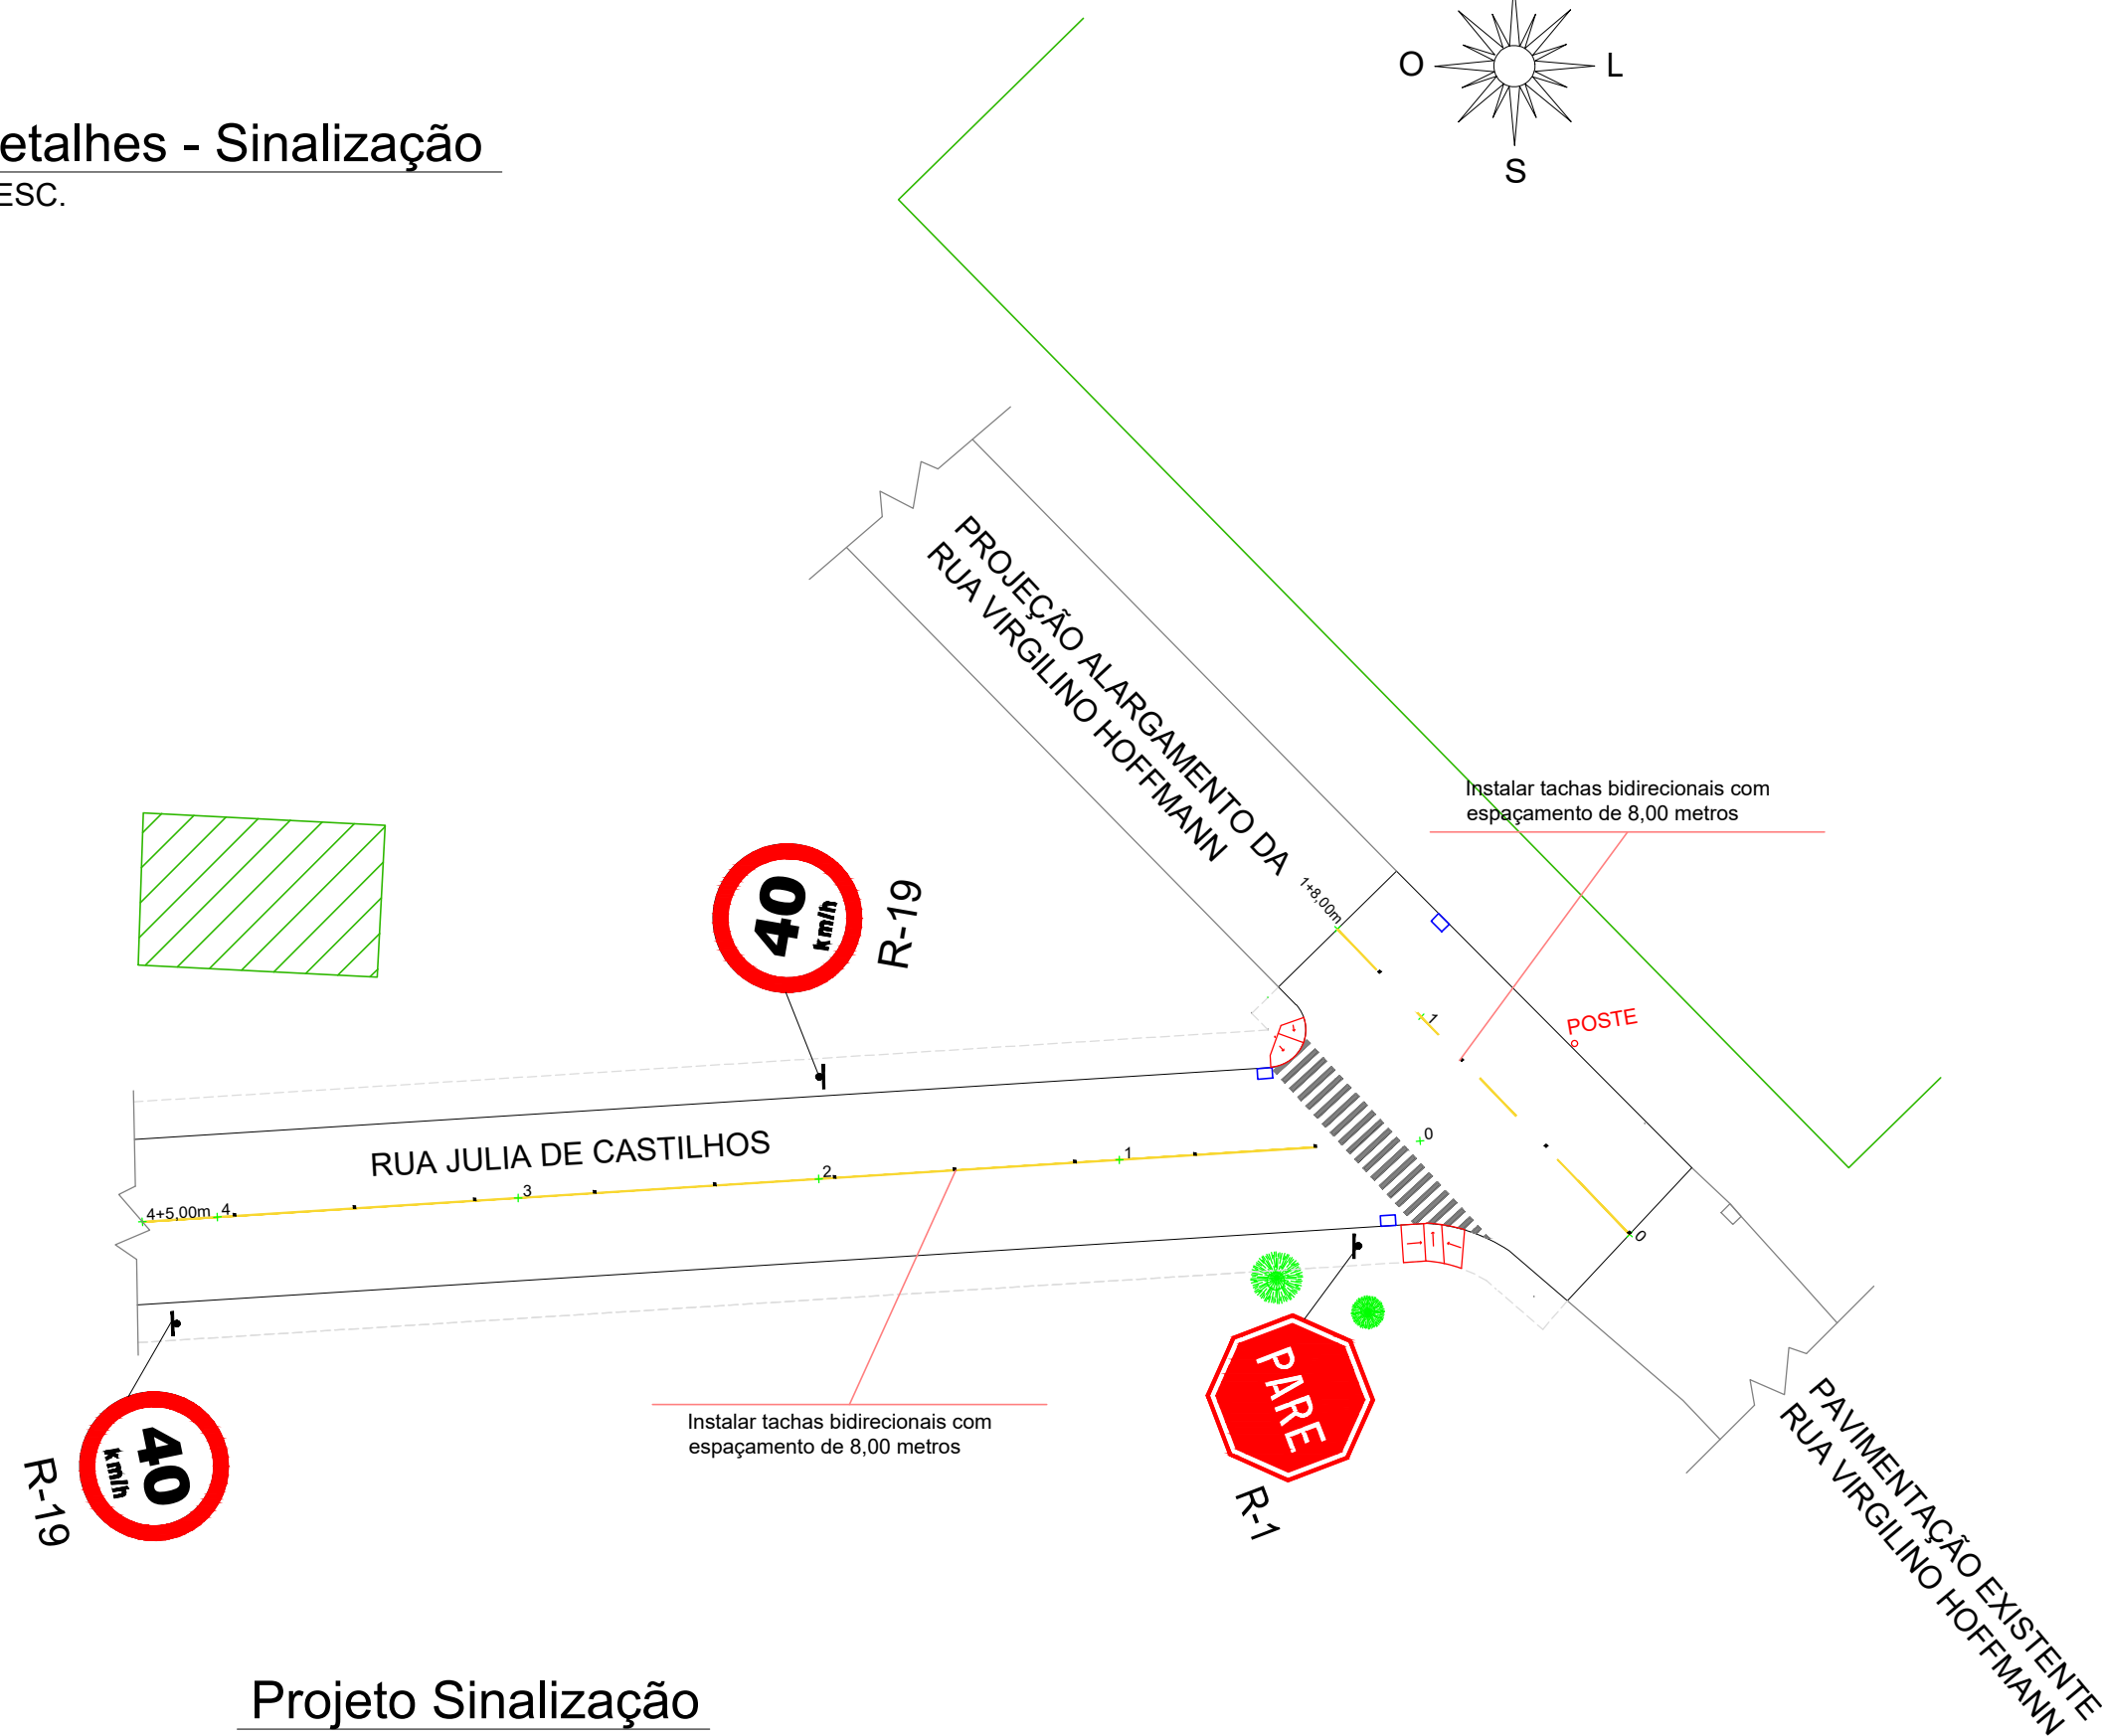 etalhes - Sinalização
ESC.
O
L
S
PROJEÇÃO ALARGAMENTO DA
RUA VIRGILINO HOFFMANN
Instalar tachas bidirecionais com
espaçamento de 8,00 metros
40
km/h
R-19
1+8,00m
1
POSTE
0
0
RUA JULIA DE CASTILHOS
4+5,00m
4
3
2
1
Instalar tachas bidirecionais com
espaçamento de 8,00 metros
40
km/h
R-19
PARE
R-1
PAVIMENTAÇÃO EXISTENTE
RUA VIRGILINO HOFFMANN
Projeto Sinalização